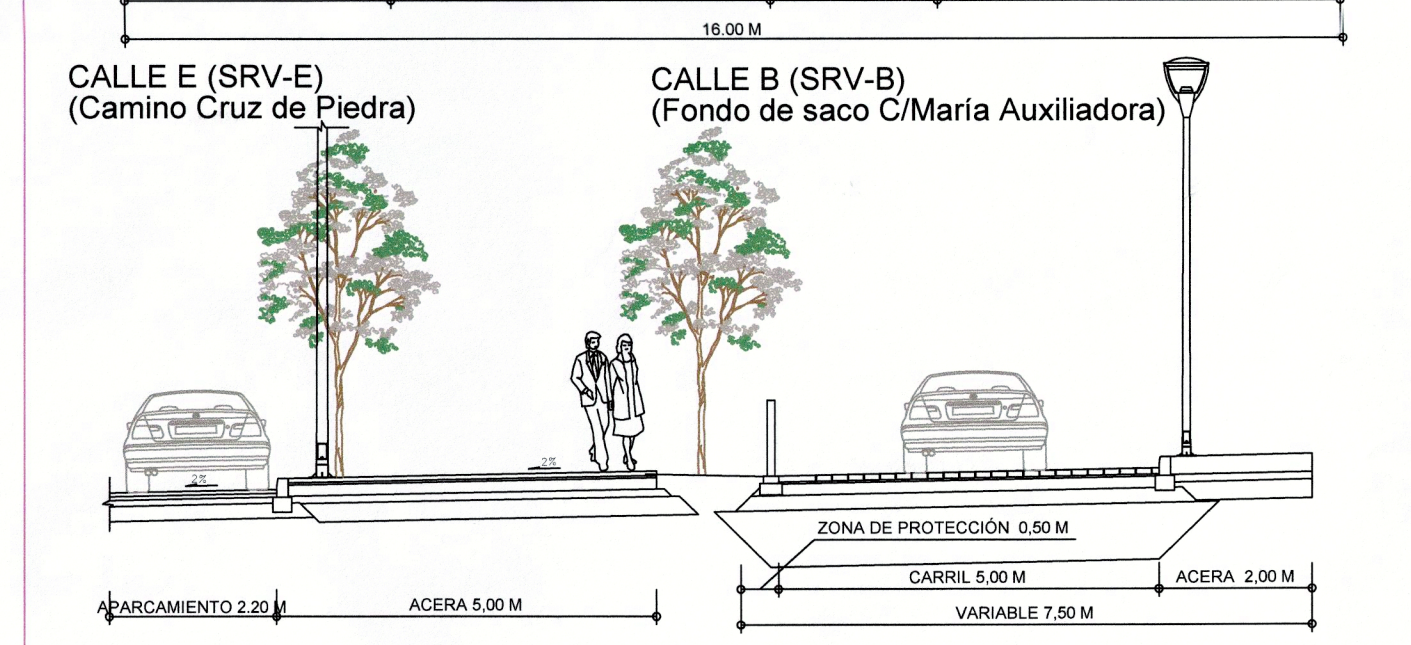 16.00 M
CALLE E (SRV-E)
(Camino Cruz de Piedra)
CALLE B (SRV-B)
(Fondo de saco C/María Auxiliadora)
2%
2%
ZONA DE PROTECCIÓN 0,50 M
CARRIL 5,00 M
ACERA 2,00 M
APARCAMIENTO 2.20 M
ACERA 5,00 M
VARIABLE 7,50 M